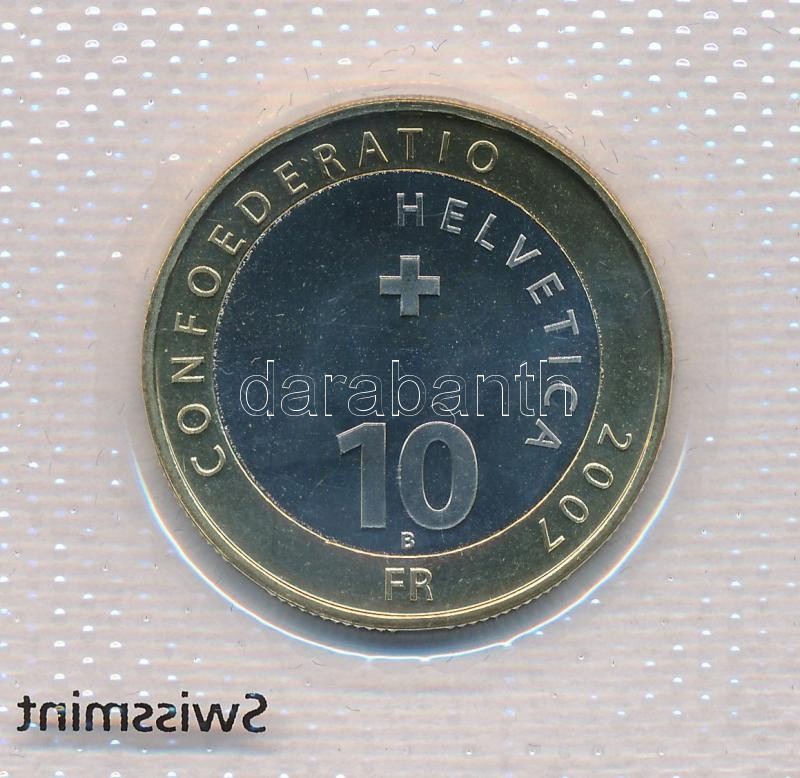 CONFOEDERATIO
HELVETICA
2007
10
B
FR
darabanth
Swissmint